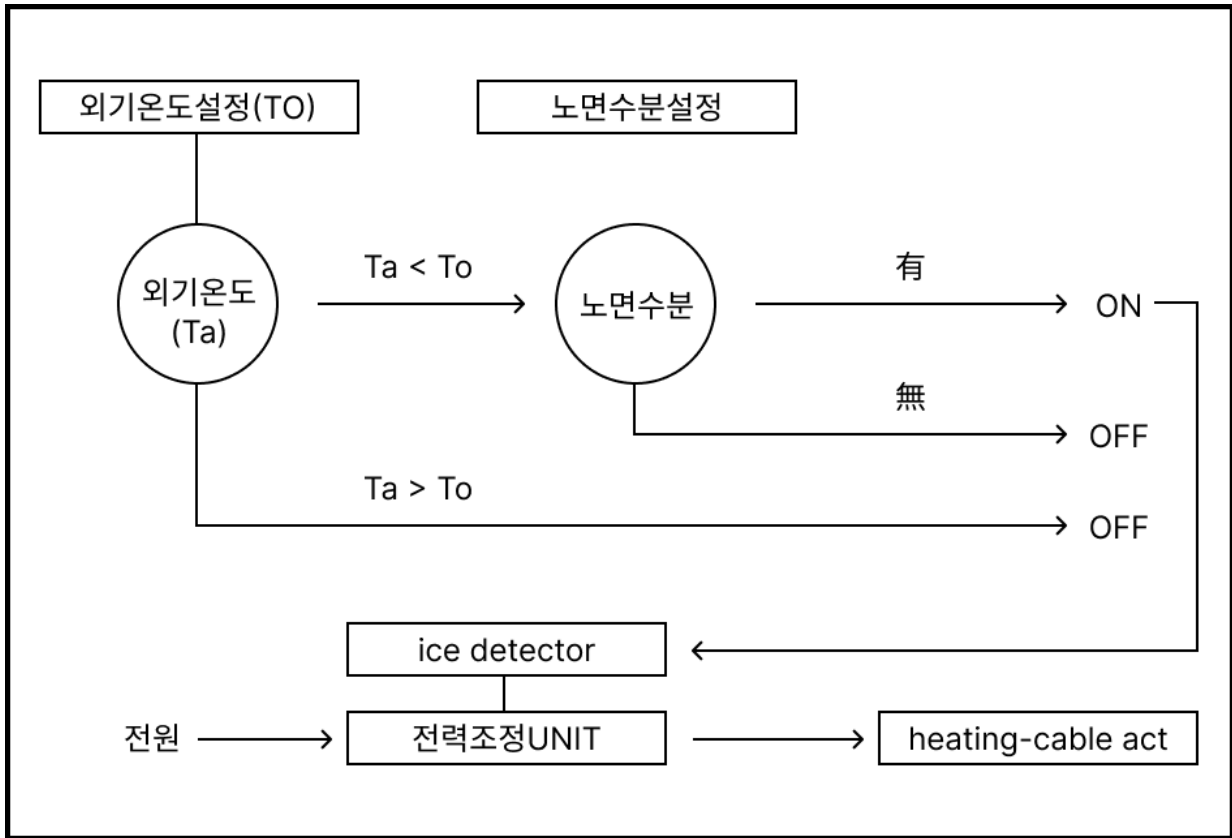 외기온도설정(TO)
노면수분설정
외기온도
(Ta)
Ta < To
노면수분
有
ON
無
OFF
Ta > To
OFF
ice detector
전원
전력조정UNIT
heating-cable act